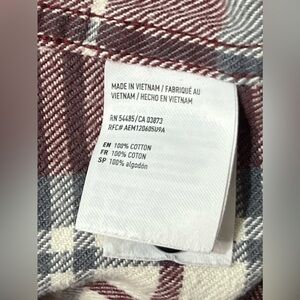 MADE IN VIETNAM / FABRIQUÉ AU
VIETNAM / HECHO EN VIETNAM
RN 54485/CA 03873
RFC# AEM120605U9A
EN 100% COTTON
FR 100% COTON
SP 100% algodón